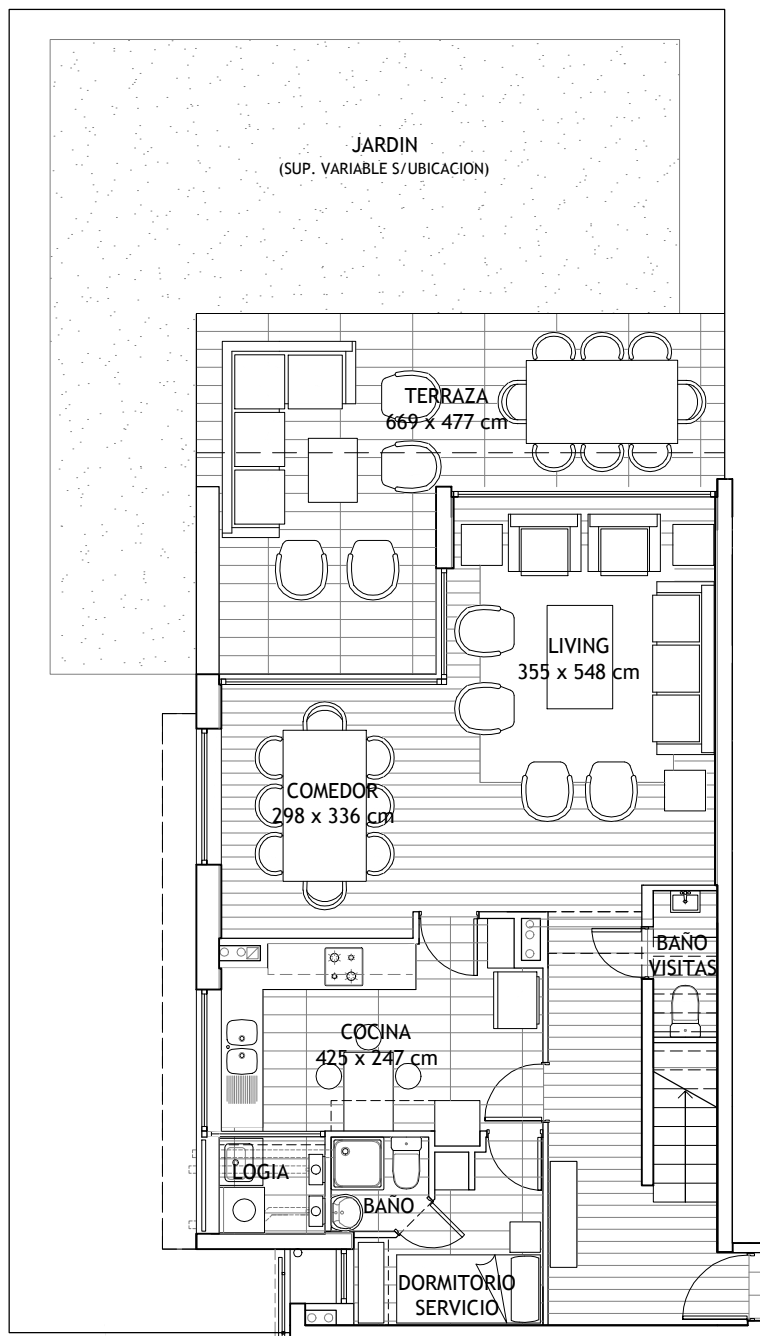 JARDIN
(SUP. VARIABLE S/UBICACION)
TERRAZA
669 x 477 cm
LIVING
355 x 548 cm
COMEDOR
298 x 336 cm
BAÑO
VISITAS
COCINA
425 x 247 cm
LOGIA
BAÑO
DORMITORIO
SERVICIO